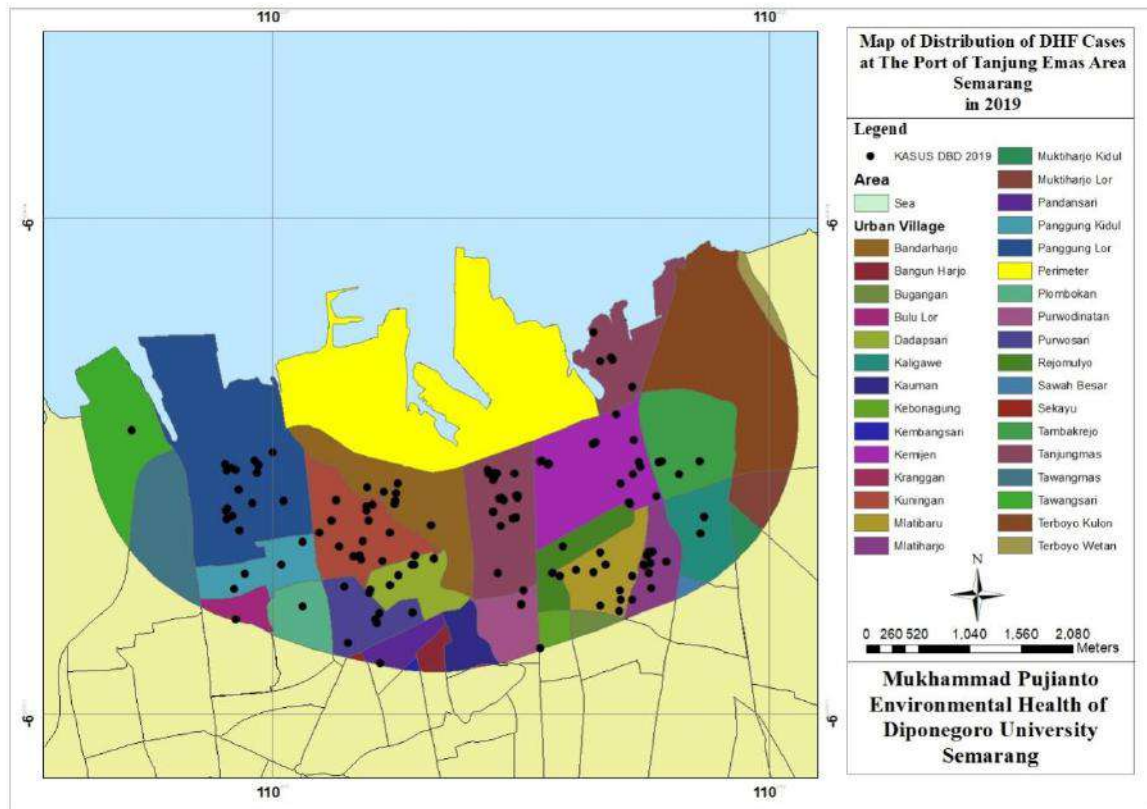 110
110
Map of Distribution of DHF Cases
at The Port of Tanjung Emas Area
Semarang
in 2019
Legend
KASUS DBD 2019
Area
Sea
Urban Village
Bandarharjo
Bangun Harjo
Bugangan
Bulu Lor
Dadapsari
Kaligawe
Kauman
Kebonagung
Kembangsari
Kemijen
Kranggan
Kuningan
Mlatibaru
Mlatiharjo
Muktiharjo Kidul
Muktiharjo Lor
Pandansari
Panggung Kidul
Panggung Lor
Perimeter
Plombokan
Purwodinatan
Purwosari
Rejomulyo
Sawah Besar
Sekayu
Tambakrejo
Tanjungmas
Tawangmas
Tawangsari
Terboyo Kulon
Terboyo Wetan
N
0 260 520 1,040 1,560 2,080
Meters
Mukhammad Pujianto
Environmental Health of
Diponegoro University
Semarang
-6
-6
-6
-6
110
110